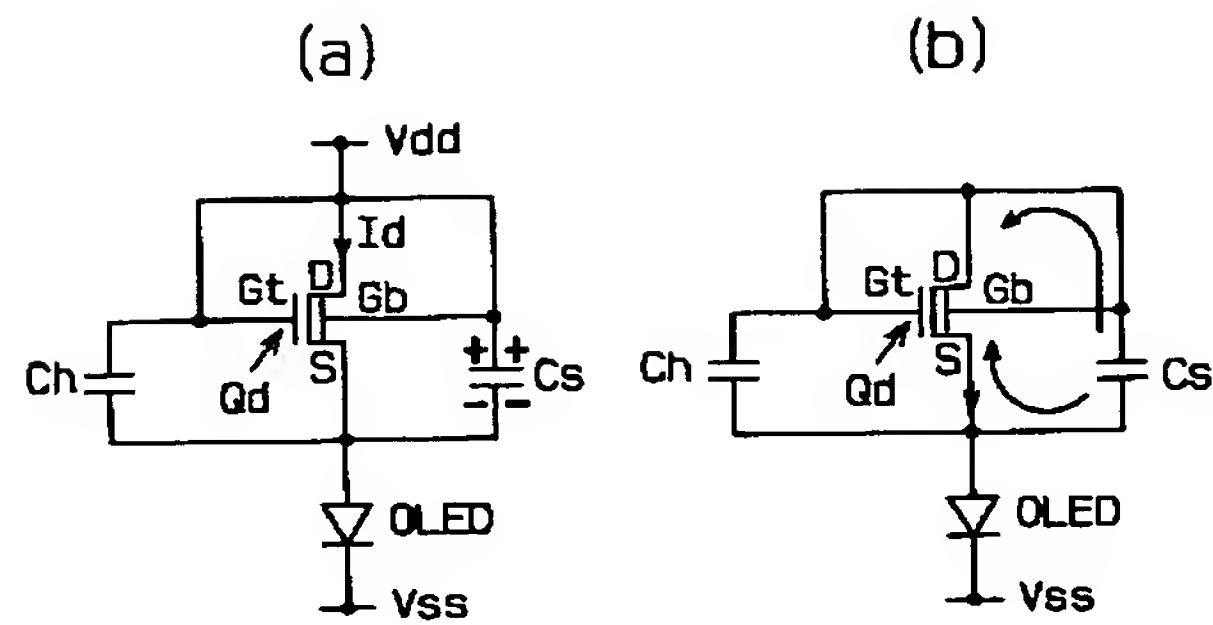 (a)
Vdd
Id
D
Gt
Gb
S
Qd
Ch
+ +
- -
Cs
OLED
Vss
(b)
D
Gt
Gb
S
Qd
Ch
Cs
OLED
Vss